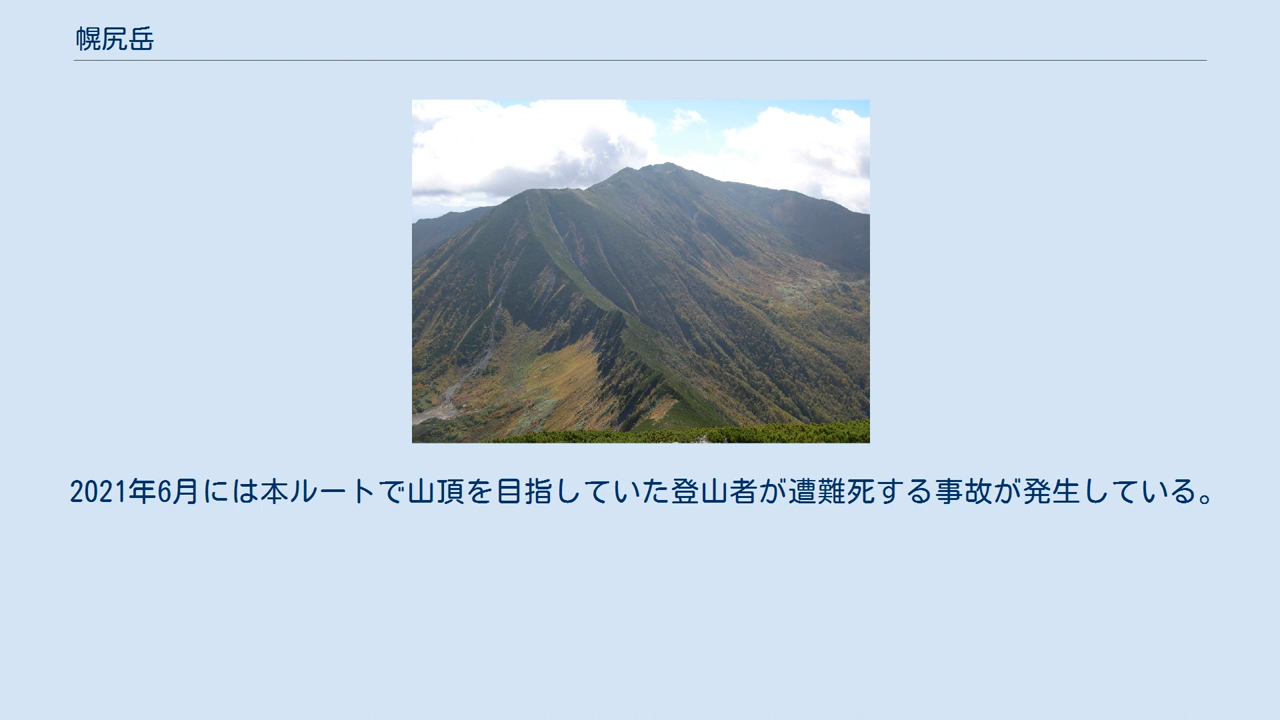 幌尻岳
2021年6月には本ルートで山頂を目指していた登山者が遭難死する事故が発生している。